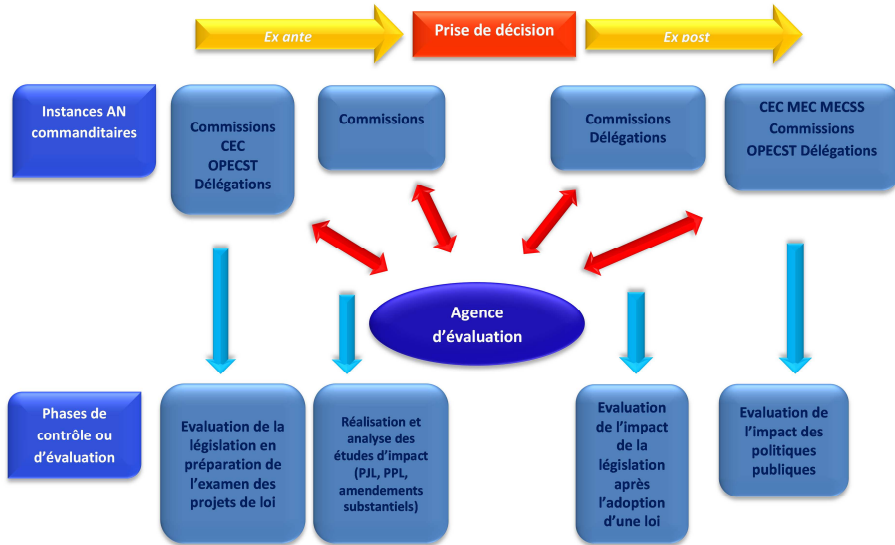 Ex ante
Prise de décision
Ex post
Instances AN
commanditaires
Commissions
CEC
OPECST
Délégations
Commissions
Commissions
Délégations
CEC MEC MECSS
Commissions
OPECST Délégations
Agence
d'évaluation
Phases de
contrôle ou
d'évaluation
Evaluation de la
législation en
préparation de
l'examen des
projets de loi
Réalisation et
analyse des
études d'impact
(PJL, PPL,
amendements
substantiels)
Evaluation
de l'impact
de la
législation
après
l'adoption
d'une loi
Evaluation de
l'impact des
politiques
publiques